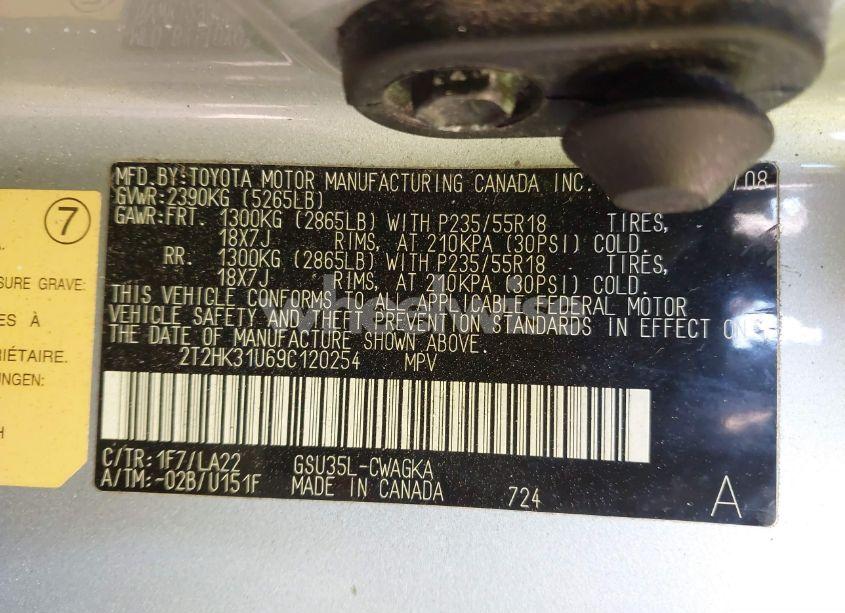 MFD.BY:TOYOTA MOTOR MANUFACTURING CANADA INC. /08
GVWR:2390KG (5265LB)
GAWR:FRT. 1300KG (2865LB) WITH P235/55R18 TIRES,
18X7J RIMS, AT 210KPA (30PSI) COLD.
RR. 1300KG (2865LB) WITH P235/55R18 TIRES,
18X7J RIMS, AT 210KPA (30PSI) COLD.
THIS VEHICLE CONFORMS TO ALL APPLICABLE FEDERAL MOTOR
VEHICLE SAFETY AND THEFT PREVENTION STANDARDS IN EFFECT ON
THE DATE OF MANUFACTURE SHOWN ABOVE.
2T2HK31U69C120254 MPV
C/TR:1F7/LA22 GSU35L-CWAGKA
A/TM:-02B/U151F MADE IN CANADA 724 A
7
A.
SURE GRAVE:
ES À
RIÉTAIRE.
UNGEN:
H